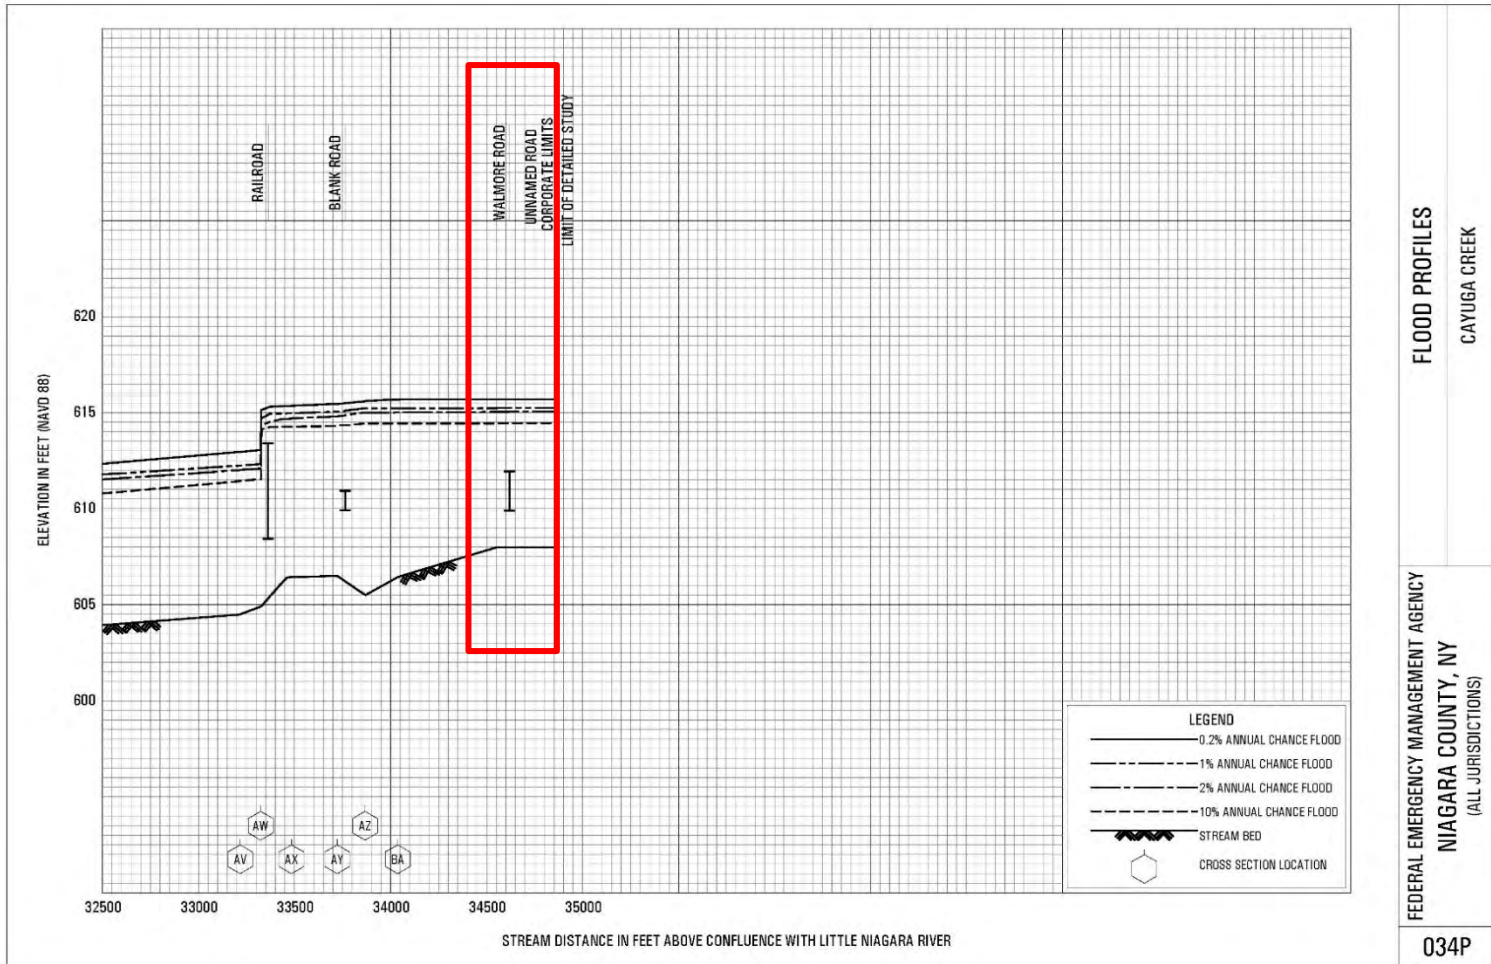 RAILROAD
BLANK ROAD
WALMORE ROAD
UNNAMED ROAD
CORPORATE LIMITS
LIMIT OF DETAILED STUDY
ELEVATION IN FEET (NAVD 88)
620
615
610
605
600
AW
AZ
AV
AX
AY
BA
32500
33000
33500
34000
34500
35000
STREAM DISTANCE IN FEET ABOVE CONFLUENCE WITH LITTLE NIAGARA RIVER
LEGEND
0.2% ANNUAL CHANCE FLOOD
1% ANNUAL CHANCE FLOOD
2% ANNUAL CHANCE FLOOD
10% ANNUAL CHANCE FLOOD
STREAM BED
CROSS SECTION LOCATION
FLOOD PROFILES
CAYUGA CREEK
FEDERAL EMERGENCY MANAGEMENT AGENCY
NIAGARA COUNTY, NY
(ALL JURISDICTIONS)
034P